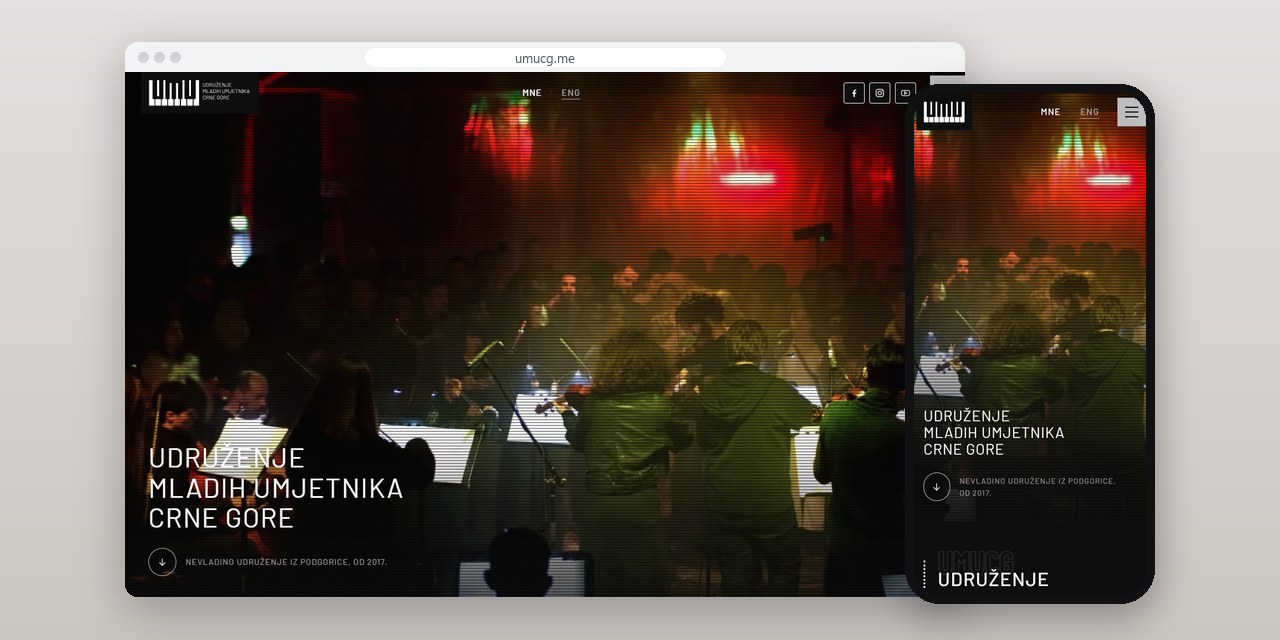 umucg.me
UDRUŽENJE
MLADIH UMJETNIKA
CRNE GORE
MNE / ENG
UDRUŽENJE
MLADIH UMJETNIKA
CRNE GORE
NEVLADINO UDRUŽENJE IZ PODGORICE, OD 2017.
MNE ENG
UDRUŽENJE
MLADIH UMJETNIKA
CRNE GORE
NEVLADINO UDRUŽENJE IZ PODGORICE,
OD 2017.
UMUCG
UDRUŽENJE